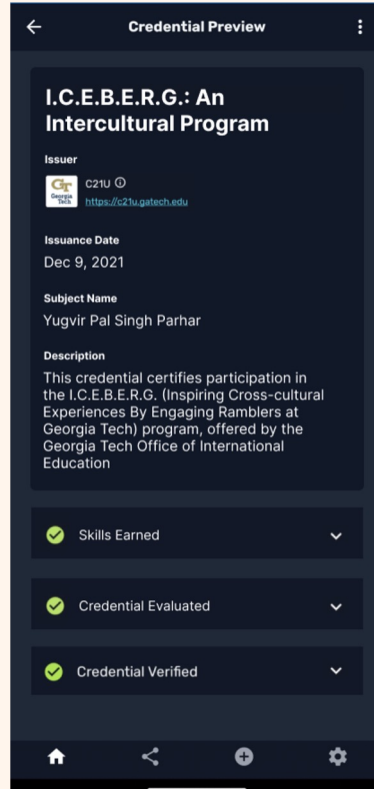 Credential Preview
I.C.E.B.E.R.G.: An
Intercultural Program
Issuer
GT
Georgia
Tech
C21U
https://c21u.gatech.edu
Issuance Date
Dec 9, 2021
Subject Name
Yugvir Pal Singh Parhar
Description
This credential certifies participation in
the I.C.E.B.E.R.G. (Inspiring Cross-cultural
Experiences By Engaging Ramblers at
Georgia Tech) program, offered by the
Georgia Tech Office of International
Education
Skills Earned
Credential Evaluated
Credential Verified